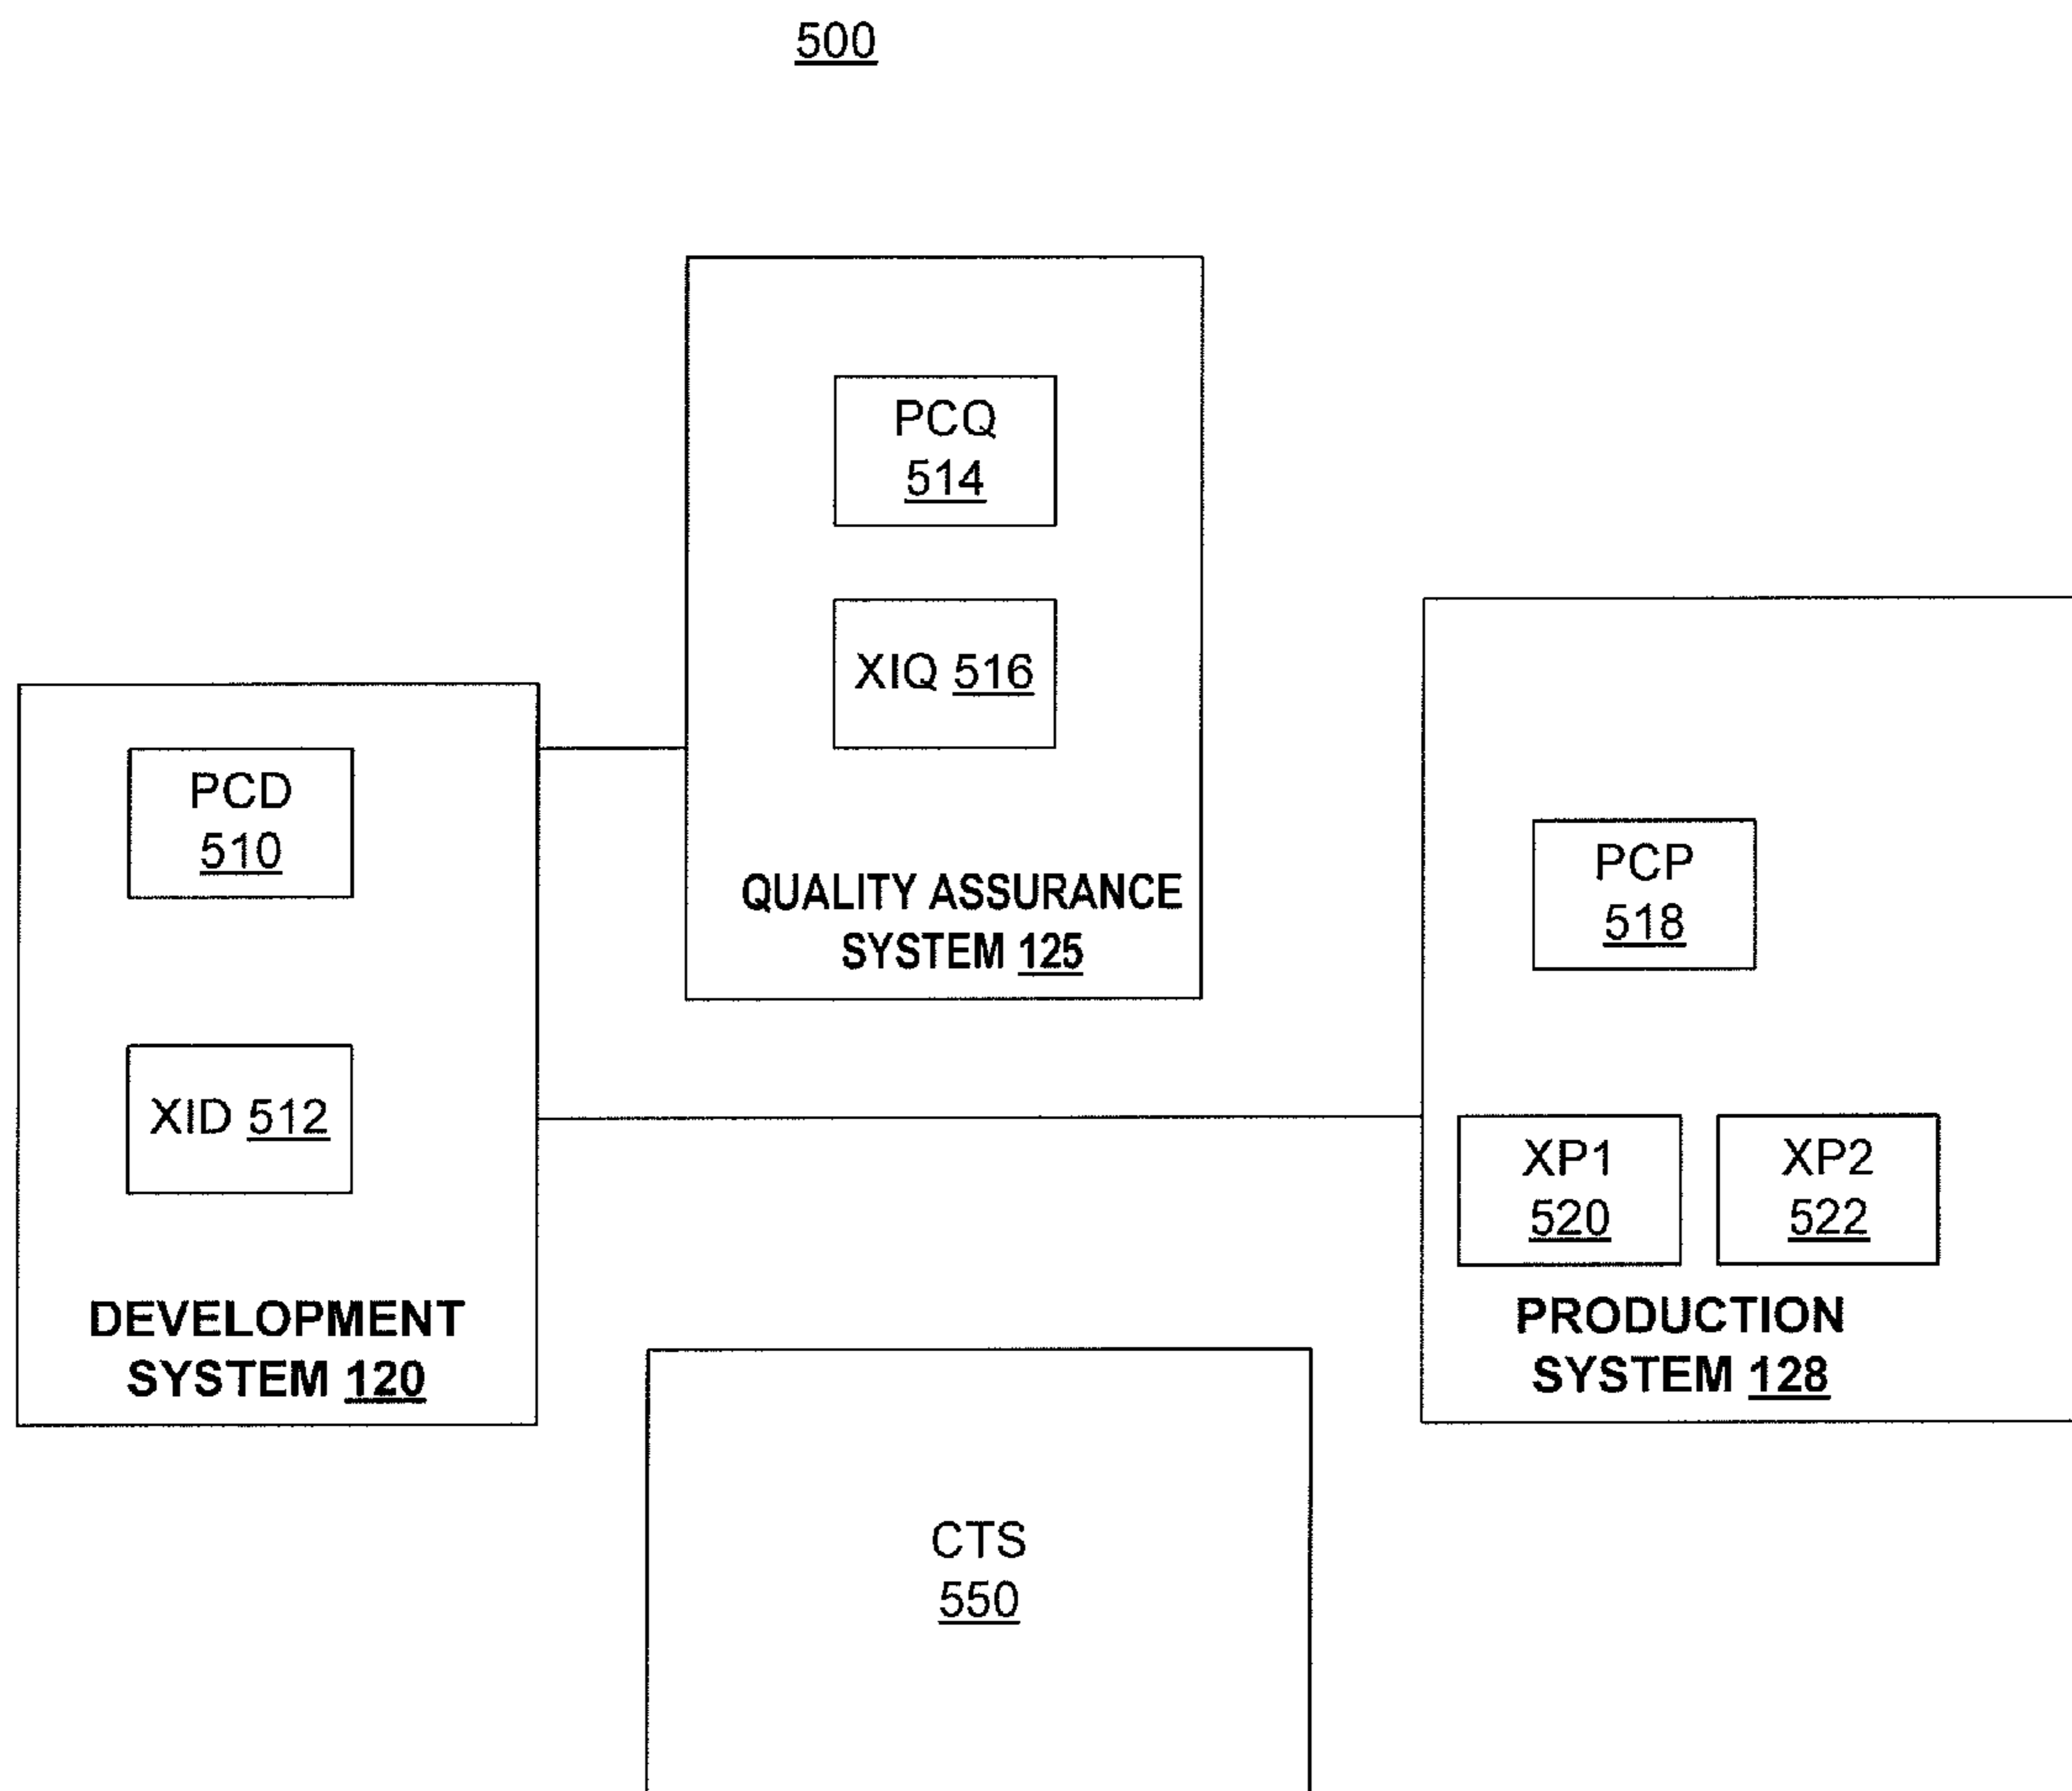 500
PCQ
514
XIQ 516
QUALITY ASSURANCE
SYSTEM 125
PCD
510
XID 512
DEVELOPMENT
SYSTEM 120
PCP
518
XP1
520
XP2
522
PRODUCTION
SYSTEM 128
CTS
550